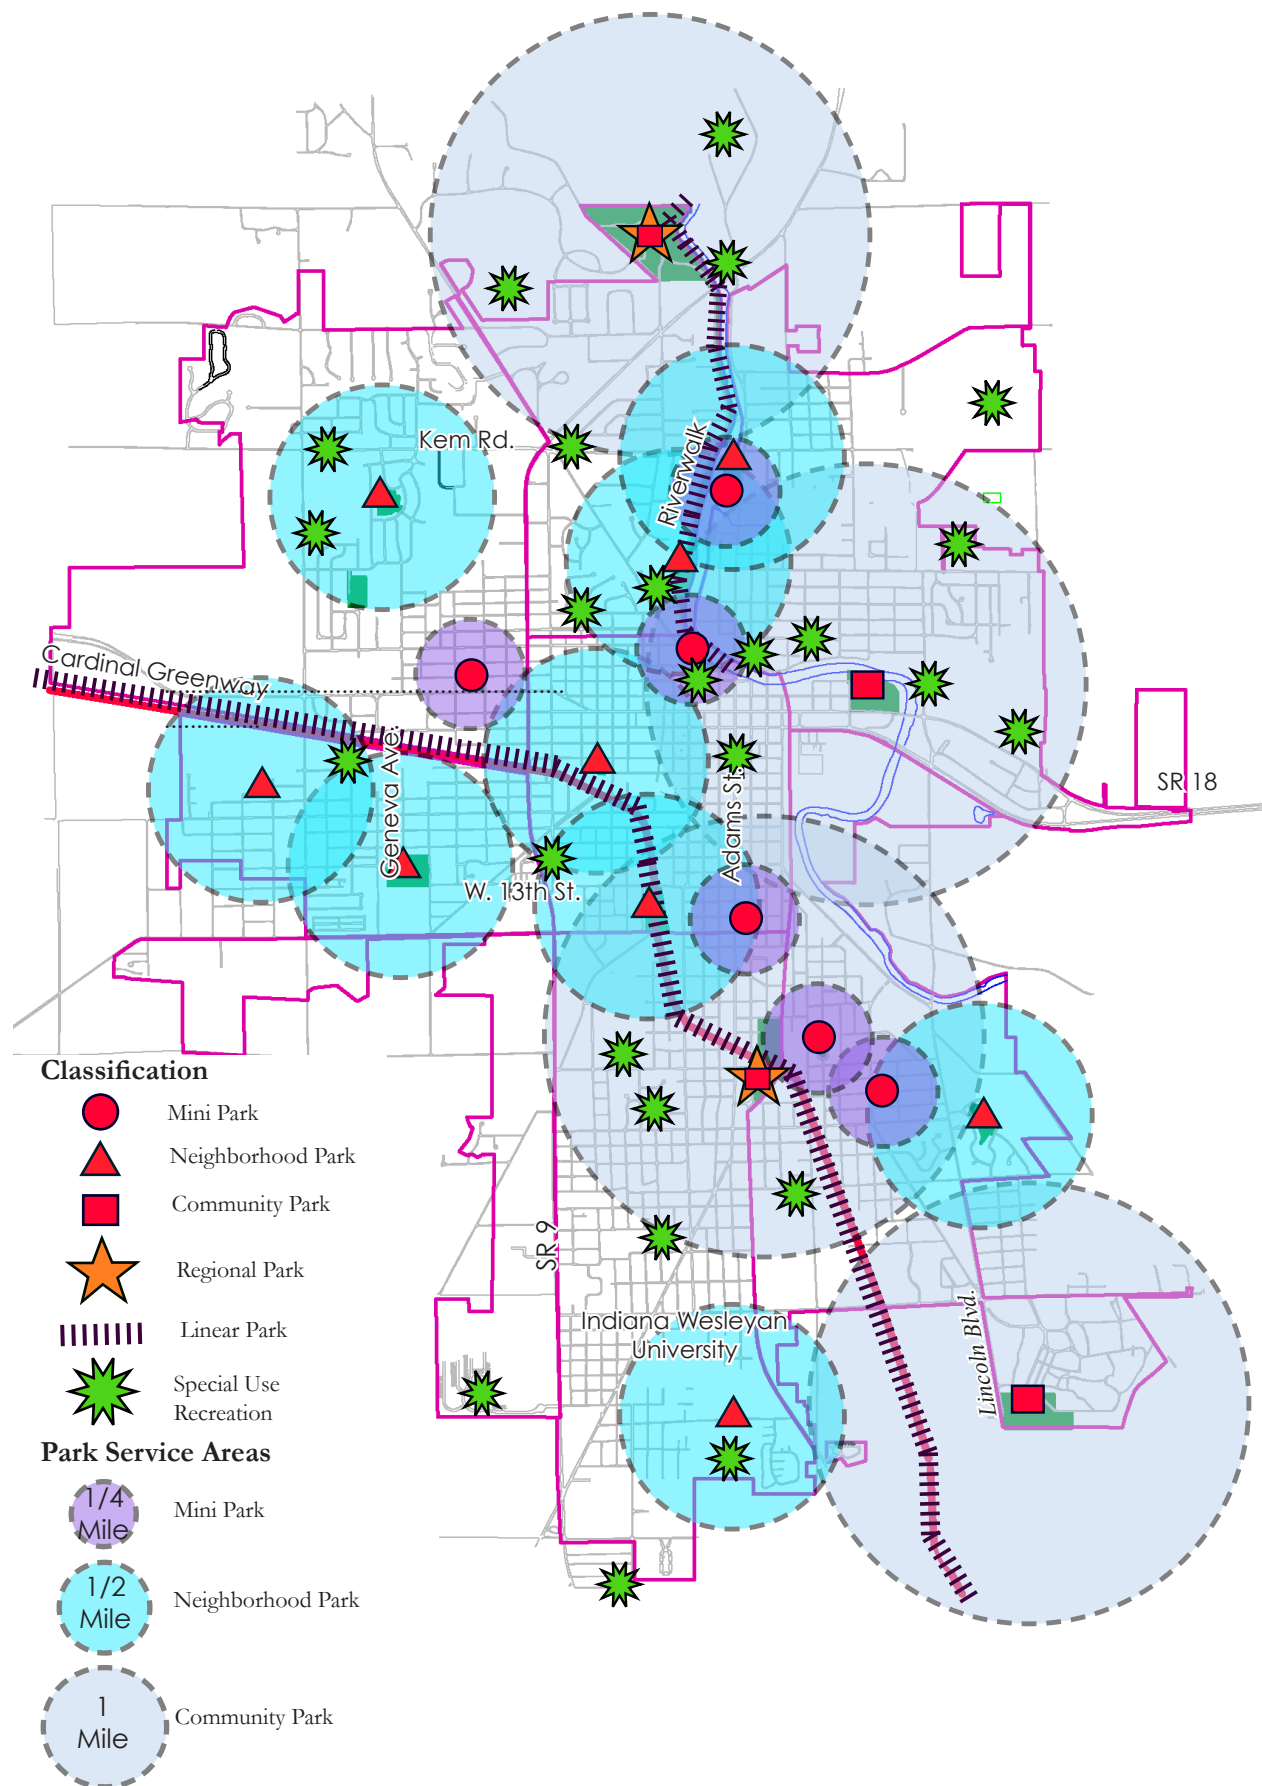 Kem Rd.
Riverwalk
Cardinal Greenway
Geneva Ave.
Adams St.
SR 18
W. 13th St.
SR 9
Indiana Wesleyan
University
Lincoln Blvd.
Classification
Mini Park
Neighborhood Park
Community Park
Regional Park
Linear Park
Special Use
Recreation
Park Service Areas
1/4
Mile
Mini Park
1/2
Mile
Neighborhood Park
1
Mile
Community Park